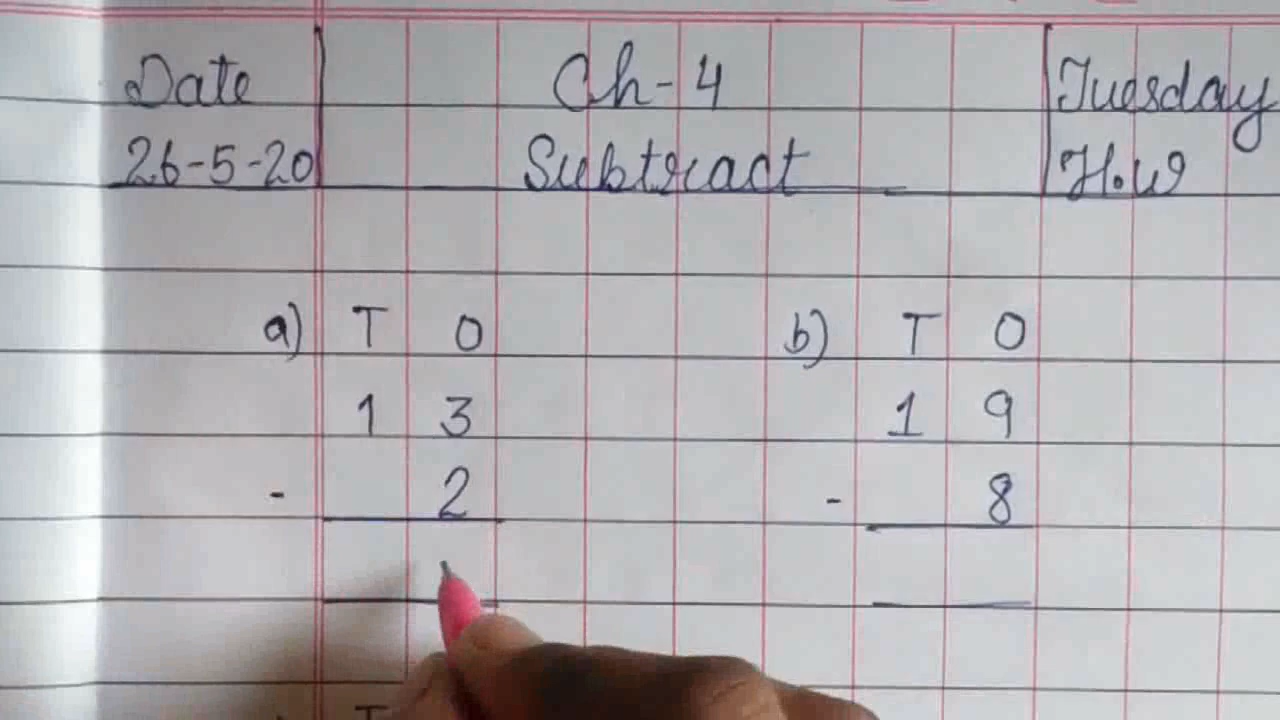 Date Ch-4 Tuesday
26-5-20 Subtract H.W
a) T O b) T O
1 3 1 9
- 2 - 8
T